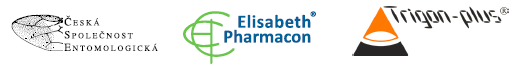 ČESKÁ
SPOLEČNOST
ENTOMOLOGICKÁ
Elisabeth®
Pharmacon
Trigon-plus®